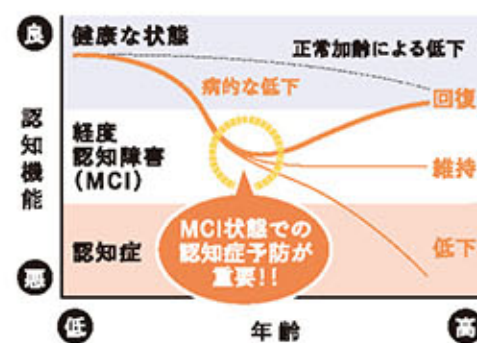 良
健康な状態
正常加齢による低下
病的な低下
回復
認知機能
経度
認知障害
(MCI)
維持
MCI状態での
認知症予防が
重要!!
認知症
低下
悪
低
年齢
高